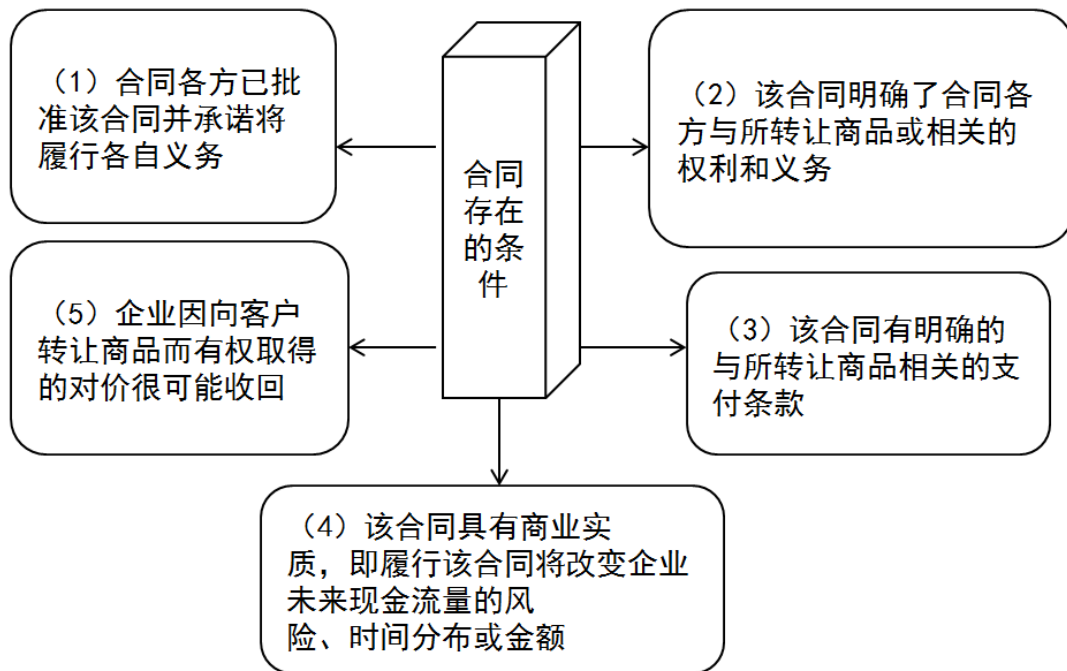 （1）合同各方已批
准该合同并承诺将
履行各自义务
合同
存在
的条
件
（2）该合同明确了合同各
方与所转让商品或相关的
权利和义务
（5）企业因向客户
转让商品而有权取得
的对价很可能收回
（3）该合同有明确的
与所转让商品相关的支
付条款
（4）该合同具有商业实
质，即履行该合同将改变企业
未来现金流量的风
险、时间分布或金额